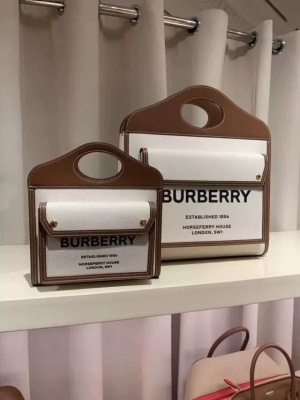 BURBERRY
ESTABLISHED 1856
HORSEFERRY HOUSE
LONDON, SW1
BURBERRY
ESTABLISHED 1856
HORSEFERRY HOUSE
LONDON, SW1